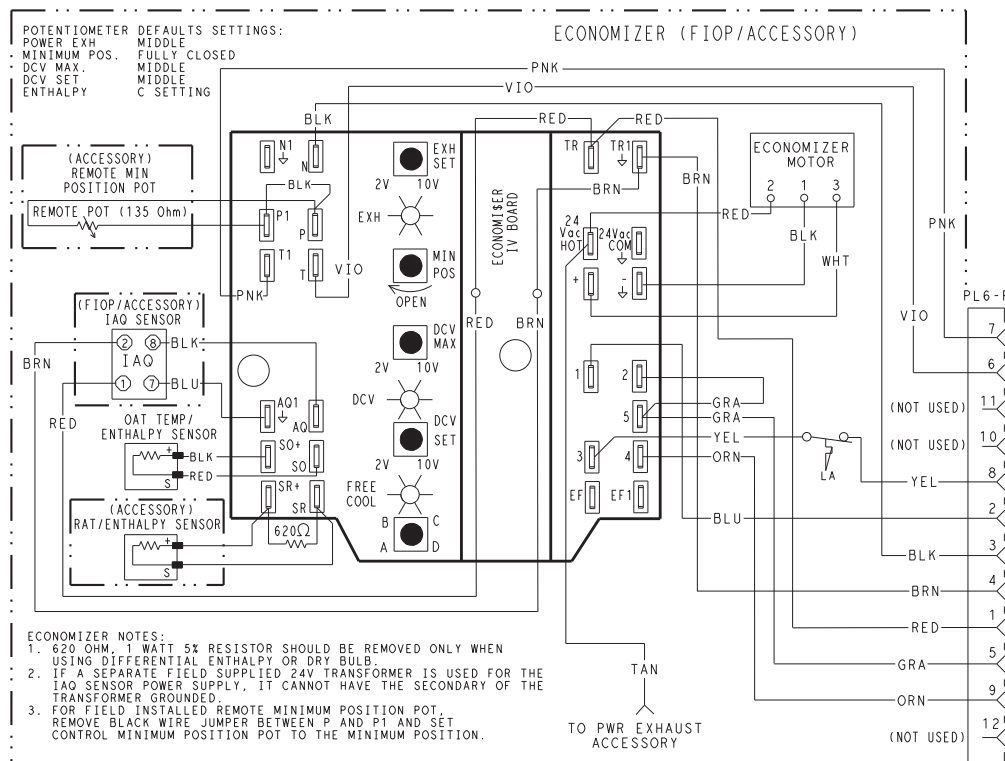 POTENTIOMETER DEFAULTS SETTINGS:
POWER EXH MIDDLE
MINIMUM POS. FULLY CLOSED
DCV MAX. MIDDLE
DCV SET MIDDLE
ENTHALPY C SETTING
ECONOMIZER (FIOP/ACCESSORY)
PNK
VIO
BLK
RED
RED
(ACCESSORY)
REMOTE MIN
POSITION POT
REMOTE POT (135 Ohm)
N1
N
BLK
P1
P
T1
T
VIO
PNK
EXH
SET
2V 10V
EXH
MIN
POS
OPEN
DCV
MAX
2V 10V
DCV
DCV
SET
2V 10V
FREE
COOL
B C
A D
ECONOMI$ER
IV BOARD
RED
BRN
TR
TR1
BRN
BRN
24
Vac
HOT
24Vac
COM
+
-
1
2
5
3
4
EF
EF1
ECONOMIZER
MOTOR
2 1 3
RED
BLK
WHT
PNK
VIO
(FIOP/ACCESSORY)
IAQ SENSOR
2 8
IAQ
1 7
BLK
BLU
BRN
RED
OAT TEMP/
ENTHALPY SENSOR
+
S
BLK
RED
AQ1
AQ
SO+
SO
SR+
SR
620Ω
(ACCESSORY)
RAT/ENTHALPY SENSOR
+
S
GRA
GRA
YEL
ORN
BLU
LA
TAN
TO PWR EXHAUST
ACCESSORY
PL6-
7
6
(NOT USED) 11
(NOT USED) 10
YEL 8
2
BLK 3
BRN 4
RED 1
GRA 5
ORN 9
(NOT USED) 12
ECONOMIZER NOTES:
1. 620 OHM, 1 WATT 5% RESISTOR SHOULD BE REMOVED ONLY WHEN
USING DIFFERENTIAL ENTHALPY OR DRY BULB.
2. IF A SEPARATE FIELD SUPPLIED 24V TRANSFORMER IS USED FOR THE
IAQ SENSOR POWER SUPPLY, IT CANNOT HAVE THE SECONDARY OF THE
TRANSFORMER GROUNDED.
3. FOR FIELD INSTALLED REMOTE MINIMUM POSITION POT,
REMOVE BLACK WIRE JUMPER BETWEEN P AND P1 AND SET
CONTROL MINIMUM POSITION POT TO THE MINIMUM POSITION.